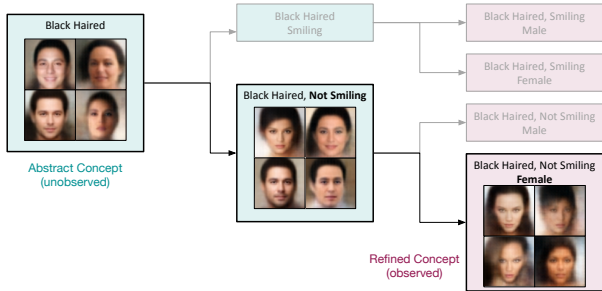 Black Haired
Abstract Concept
(unobserved)
Black Haired
Smiling
Black Haired, Not Smiling
Black Haired, Smiling
Male
Black Haired, Smiling
Female
Black Haired, Not Smiling
Male
Black Haired, Not Smiling
Female
Refined Concept
(observed)